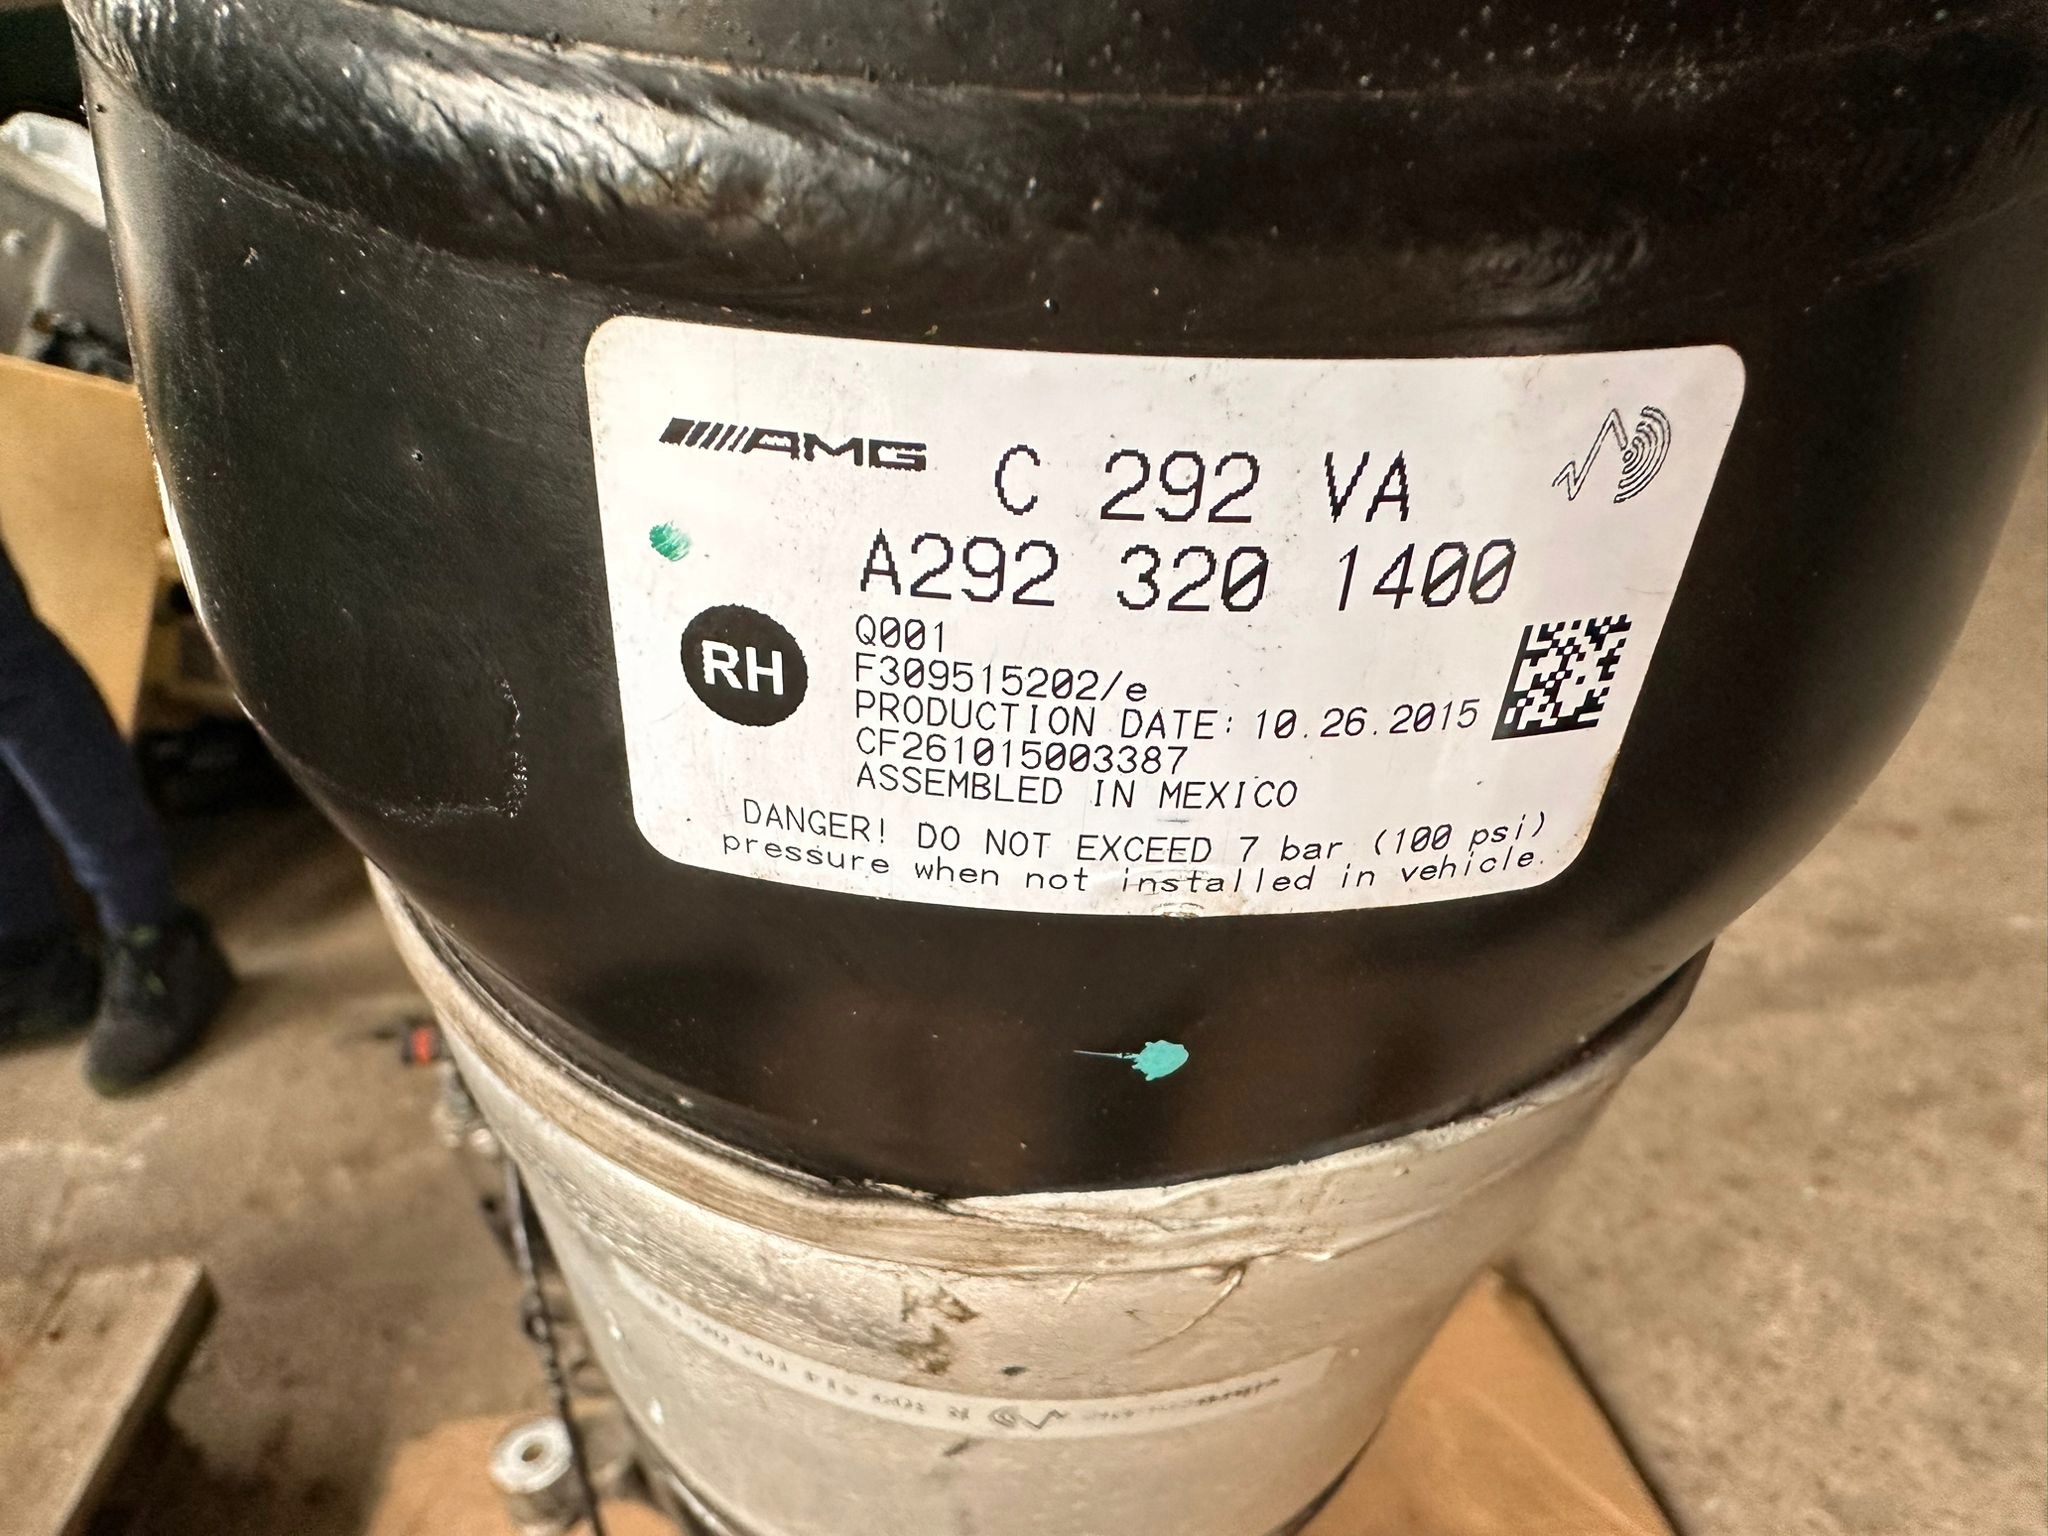 AMG C 292 VA
A292 320 1400
Q001
RH
F309515202/e
PRODUCTION DATE: 10.26.2015
CF261015003387
ASSEMBLED IN MEXICO
DANGER! DO NOT EXCEED 7 bar (100 psi)
pressure when not installed in vehicle.